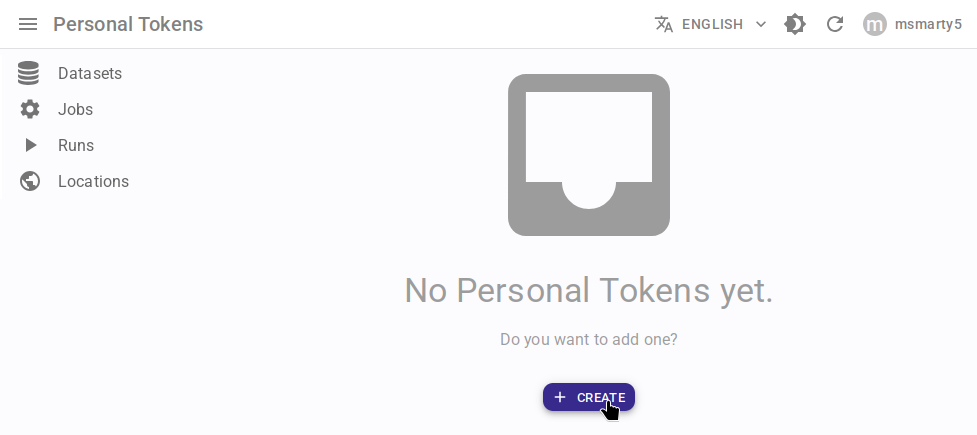 Personal Tokens
ENGLISH
m msmarty5
Datasets
Jobs
Runs
Locations
No Personal Tokens yet.
Do you want to add one?
+ CREATE